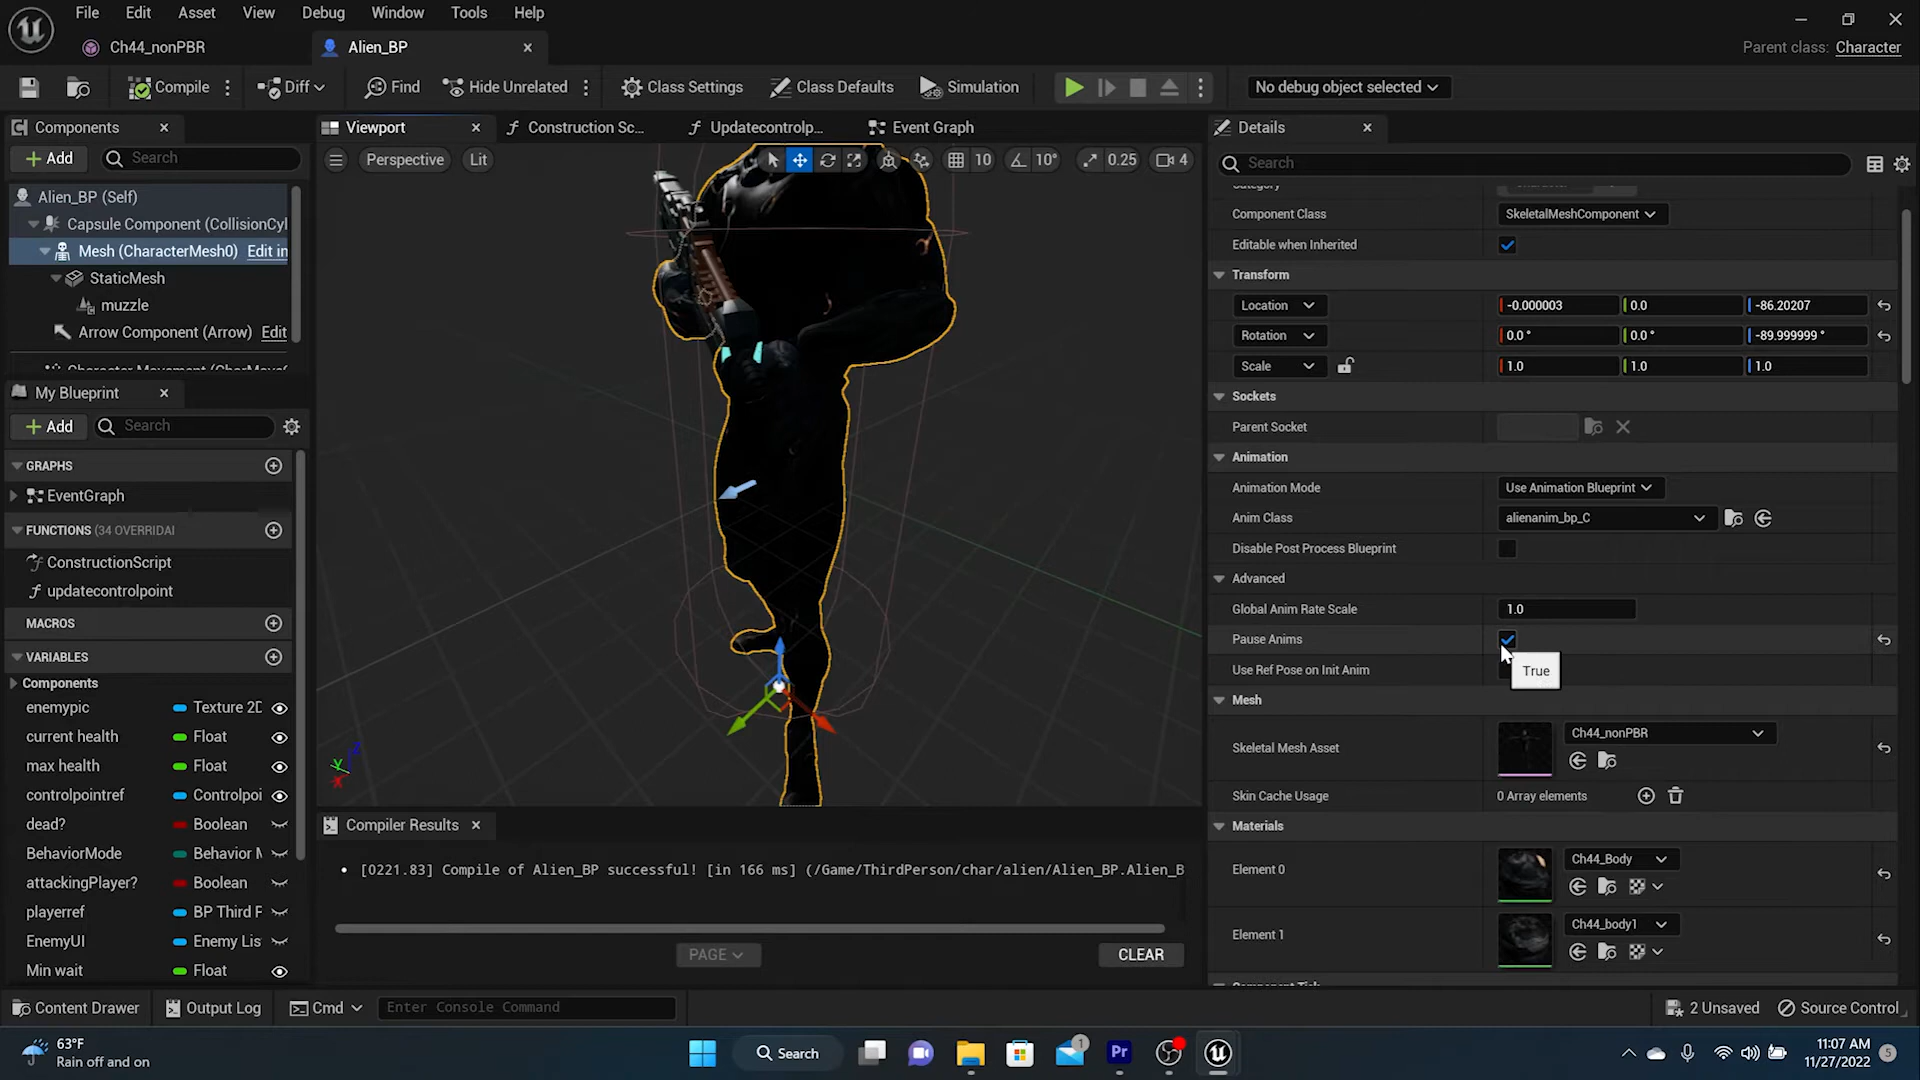 File Edit Asset View Debug Window Tools Help
Ch44_nonPBR
Alien_BP
Parent class: Character
Compile
Diff
Find
Hide Unrelated
Class Settings
Class Defaults
Simulation
No debug object selected
Components
Viewport
Construction Sc...
Updatecontrolp...
Event Graph
Details
Add
Search
Perspective
Lit
10
10°
0.25
4
Search
Alien_BP (Self)
Capsule Component (CollisionCyl
Mesh (CharacterMesh0) Edit in
StaticMesh
muzzle
Arrow Component (Arrow) Edit
Component Class
SkeletalMeshComponent
Editable when Inherited
Transform
Location
-0.000003
0.0
-86.20207
Rotation
0.0 °
0.0 °
-89.999999 °
Scale
1.0
1.0
1.0
Sockets
Parent Socket
Animation
Animation Mode
Use Animation Blueprint
Anim Class
alienanim_bp_C
Disable Post Process Blueprint
Advanced
Global Anim Rate Scale
1.0
Pause Anims
True
Use Ref Pose on Init Anim
Mesh
Skeletal Mesh Asset
Ch44_nonPBR
Skin Cache Usage
0 Array elements
Materials
Element 0
Ch44_Body
Element 1
Ch44_body1
My Blueprint
Add
Search
GRAPHS
EventGraph
FUNCTIONS (34 OVERRIDAI
ConstructionScript
updatecontrolpoint
MACROS
VARIABLES
Components
enemypic Texture 2D
current health Float
max health Float
controlpointref Controlpoi
dead? Boolean
BehaviorMode Behavior M
attackingPlayer? Boolean
playerref BP Third F
EnemyUI Enemy Lis
Min wait Float
Compiler Results
[0221.83] Compile of Alien_BP successful! [in 166 ms] (/Game/ThirdPerson/char/alien/Alien_BP.Alien_B
PAGE
CLEAR
Content Drawer
Output Log
Cmd
Enter Console Command
2 Unsaved
Source Control
63°F
Rain off and on
Search
1
Pr
11:07 AM
11/27/2022
5